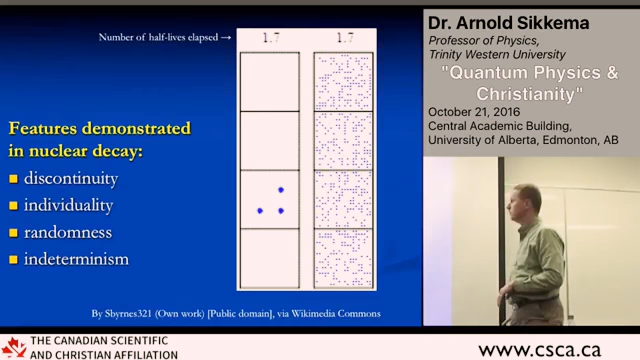 Number of half-lives elapsed → 1.7 1.7
Features demonstrated
in nuclear decay:
discontinuity
individuality
randomness
indeterminism
By Sbyrnes321 (Own work) [Public domain], via Wikimedia Commons
Dr. Arnold Sikkema
Professor of Physics,
Trinity Western University
"Quantum Physics &
Christianity"
October 21, 2016
Central Academic Building,
University of Alberta, Edmonton, AB
THE CANADIAN SCIENTIFIC
AND CHRISTIAN AFFILIATION
www.csca.ca